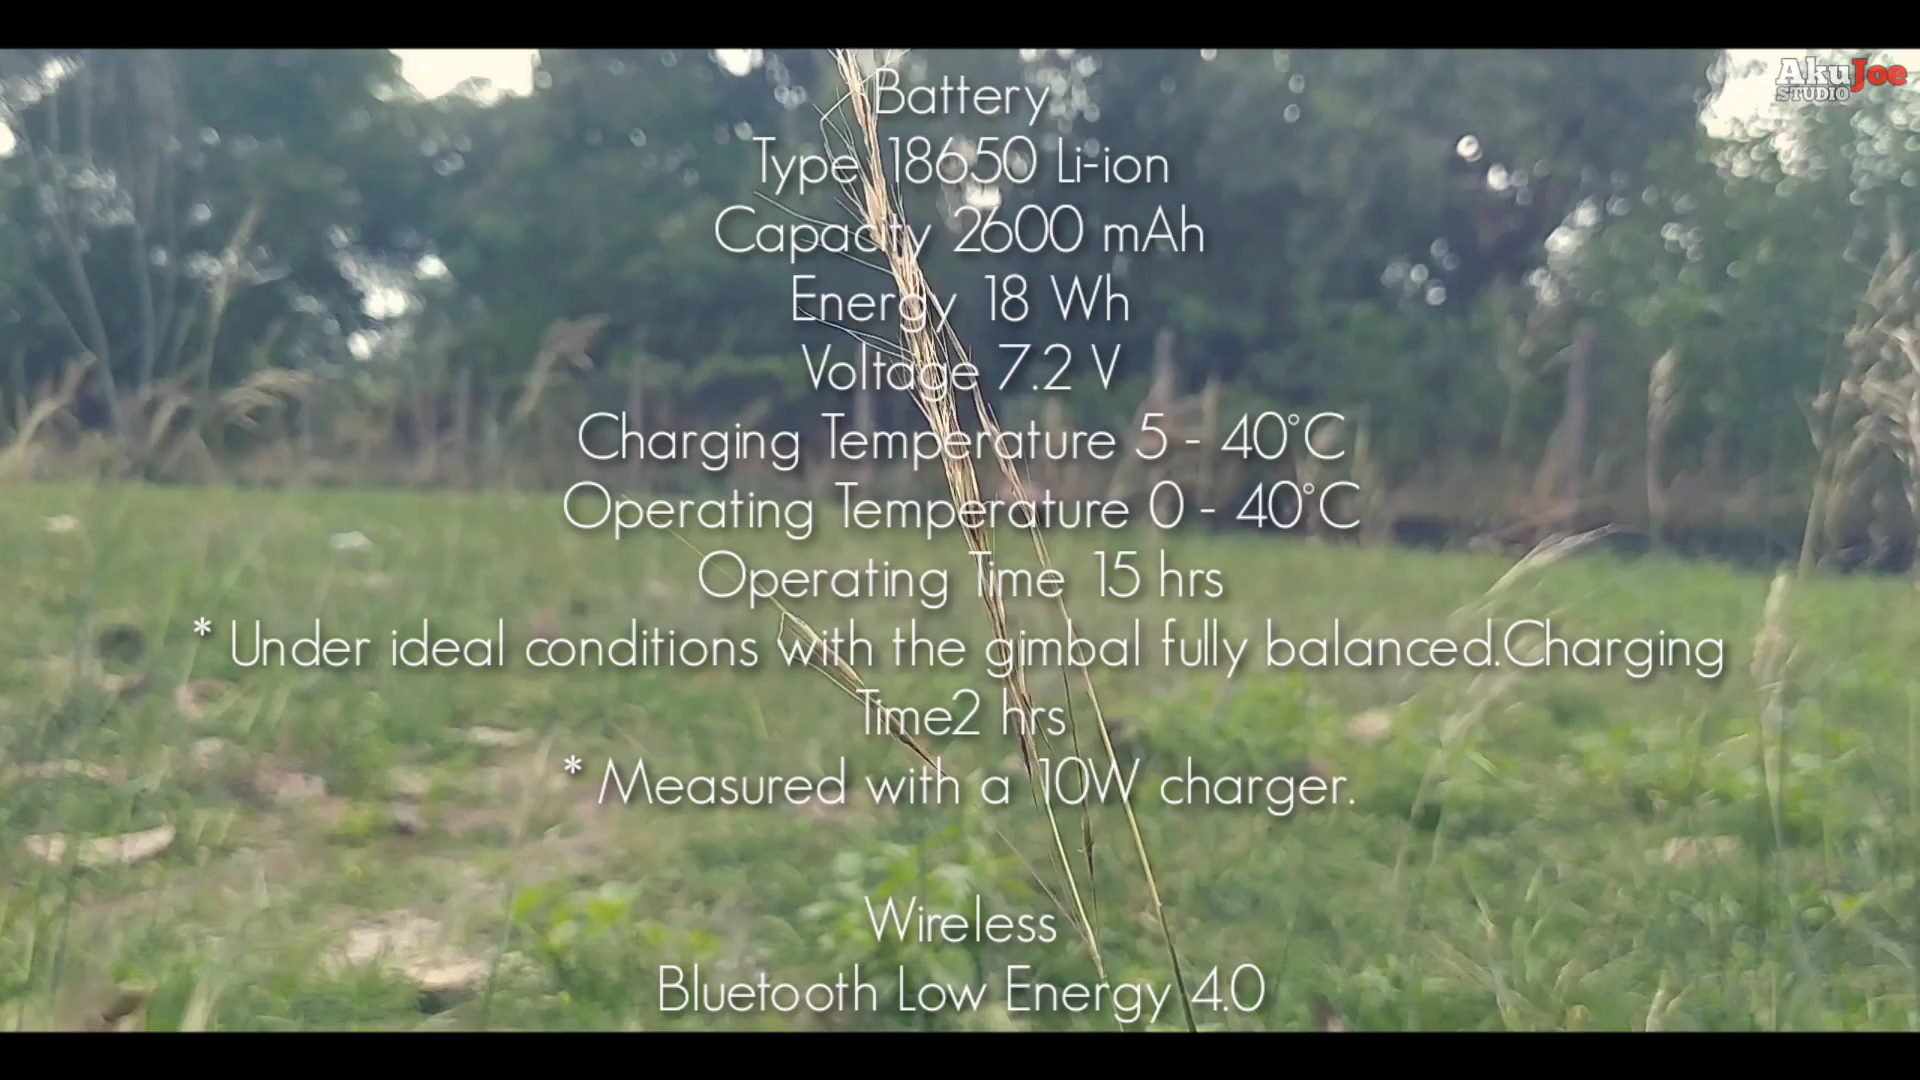 AkuJoe
STUDIO
Battery
Type 18650 Li-ion
Capacity 2600 mAh
Energy 18 Wh
Voltage 7.2 V
Charging Temperature 5 - 40°C
Operating Temperature 0 - 40°C
Operating Time 15 hrs
* Under ideal conditions with the gimbal fully balanced.Charging
Time2 hrs
* Measured with a 10W charger.
Wireless
Bluetooth Low Energy 4.0